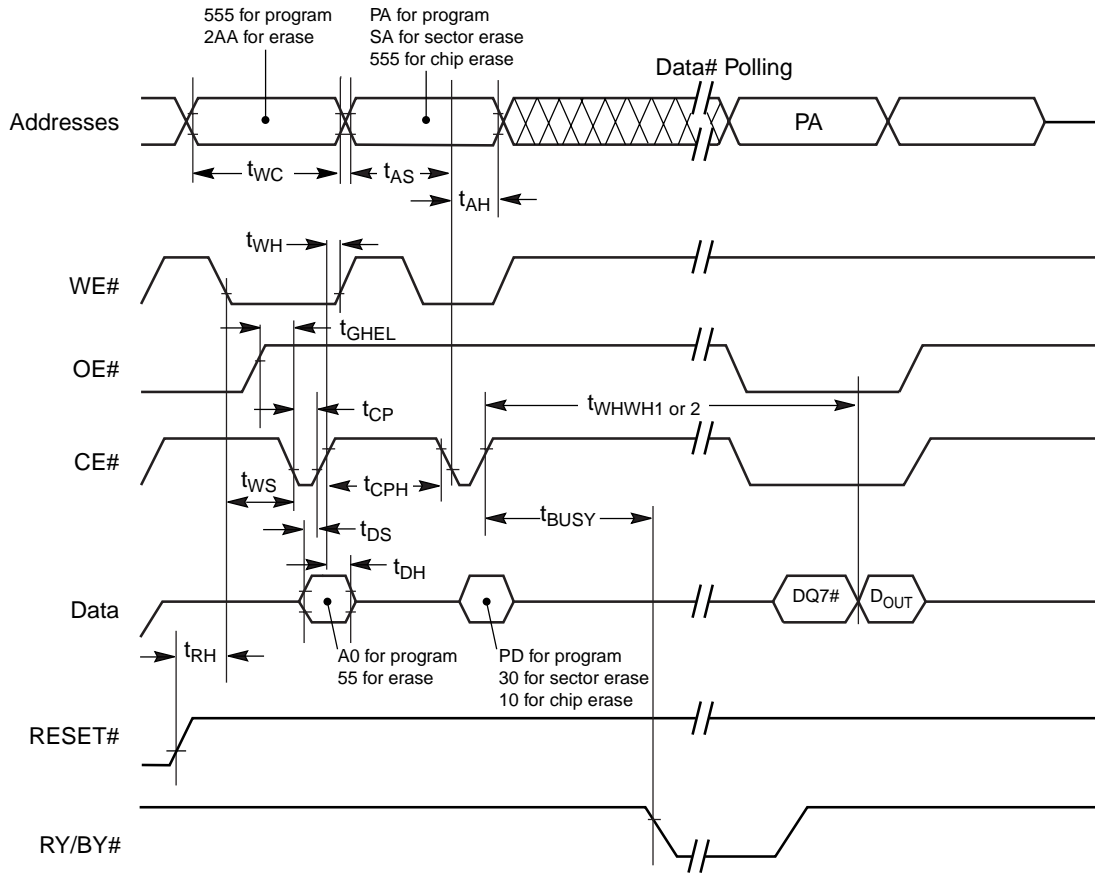 555 for program
2AA for erase
PA for program
SA for sector erase
555 for chip erase
Data# Polling
Addresses
PA
tWC
tAS
tAH
tWH
WE#
tGHEL
OE#
tWHWH1 or 2
tCP
CE#
tWS
tCPH
tBUSY
tDS
tDH
Data
DQ7#
DOUT
tRH
A0 for program
55 for erase
PD for program
30 for sector erase
10 for chip erase
RESET#
RY/BY#